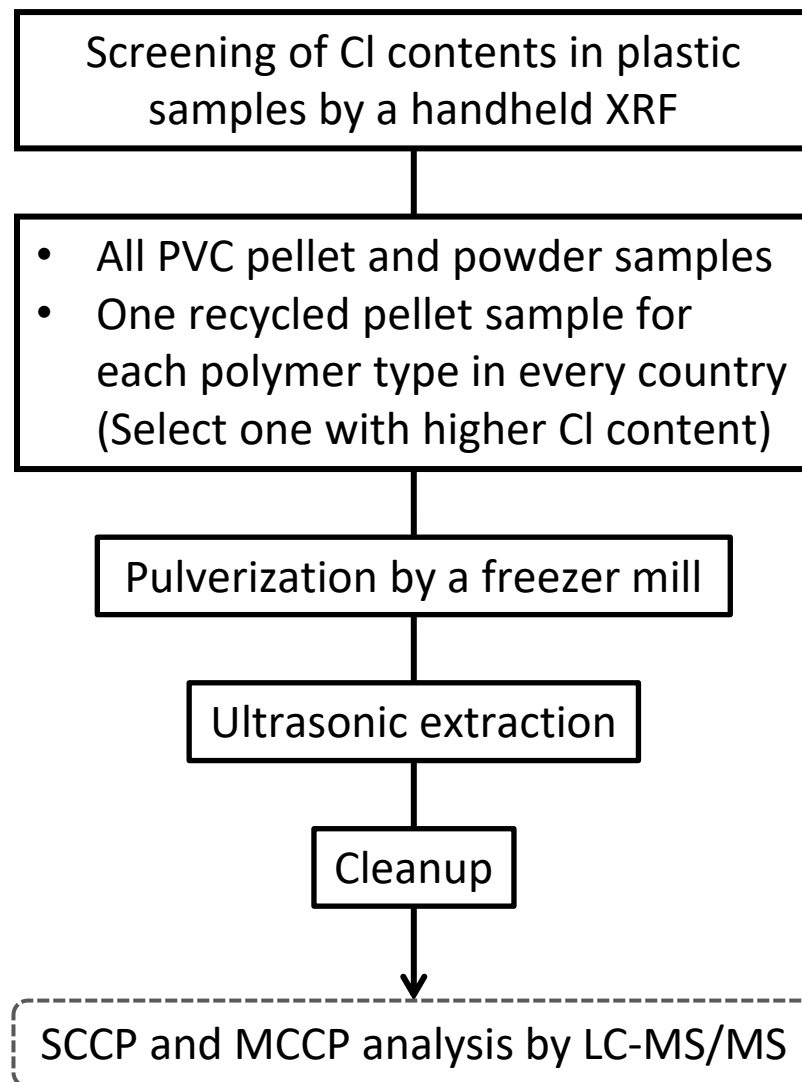 Screening of Cl contents in plastic
samples by a handheld XRF
• All PVC pellet and powder samples
• One recycled pellet sample for
each polymer type in every country
(Select one with higher Cl content)
Pulverization by a freezer mill
Ultrasonic extraction
Cleanup
SCCP and MCCP analysis by LC-MS/MS